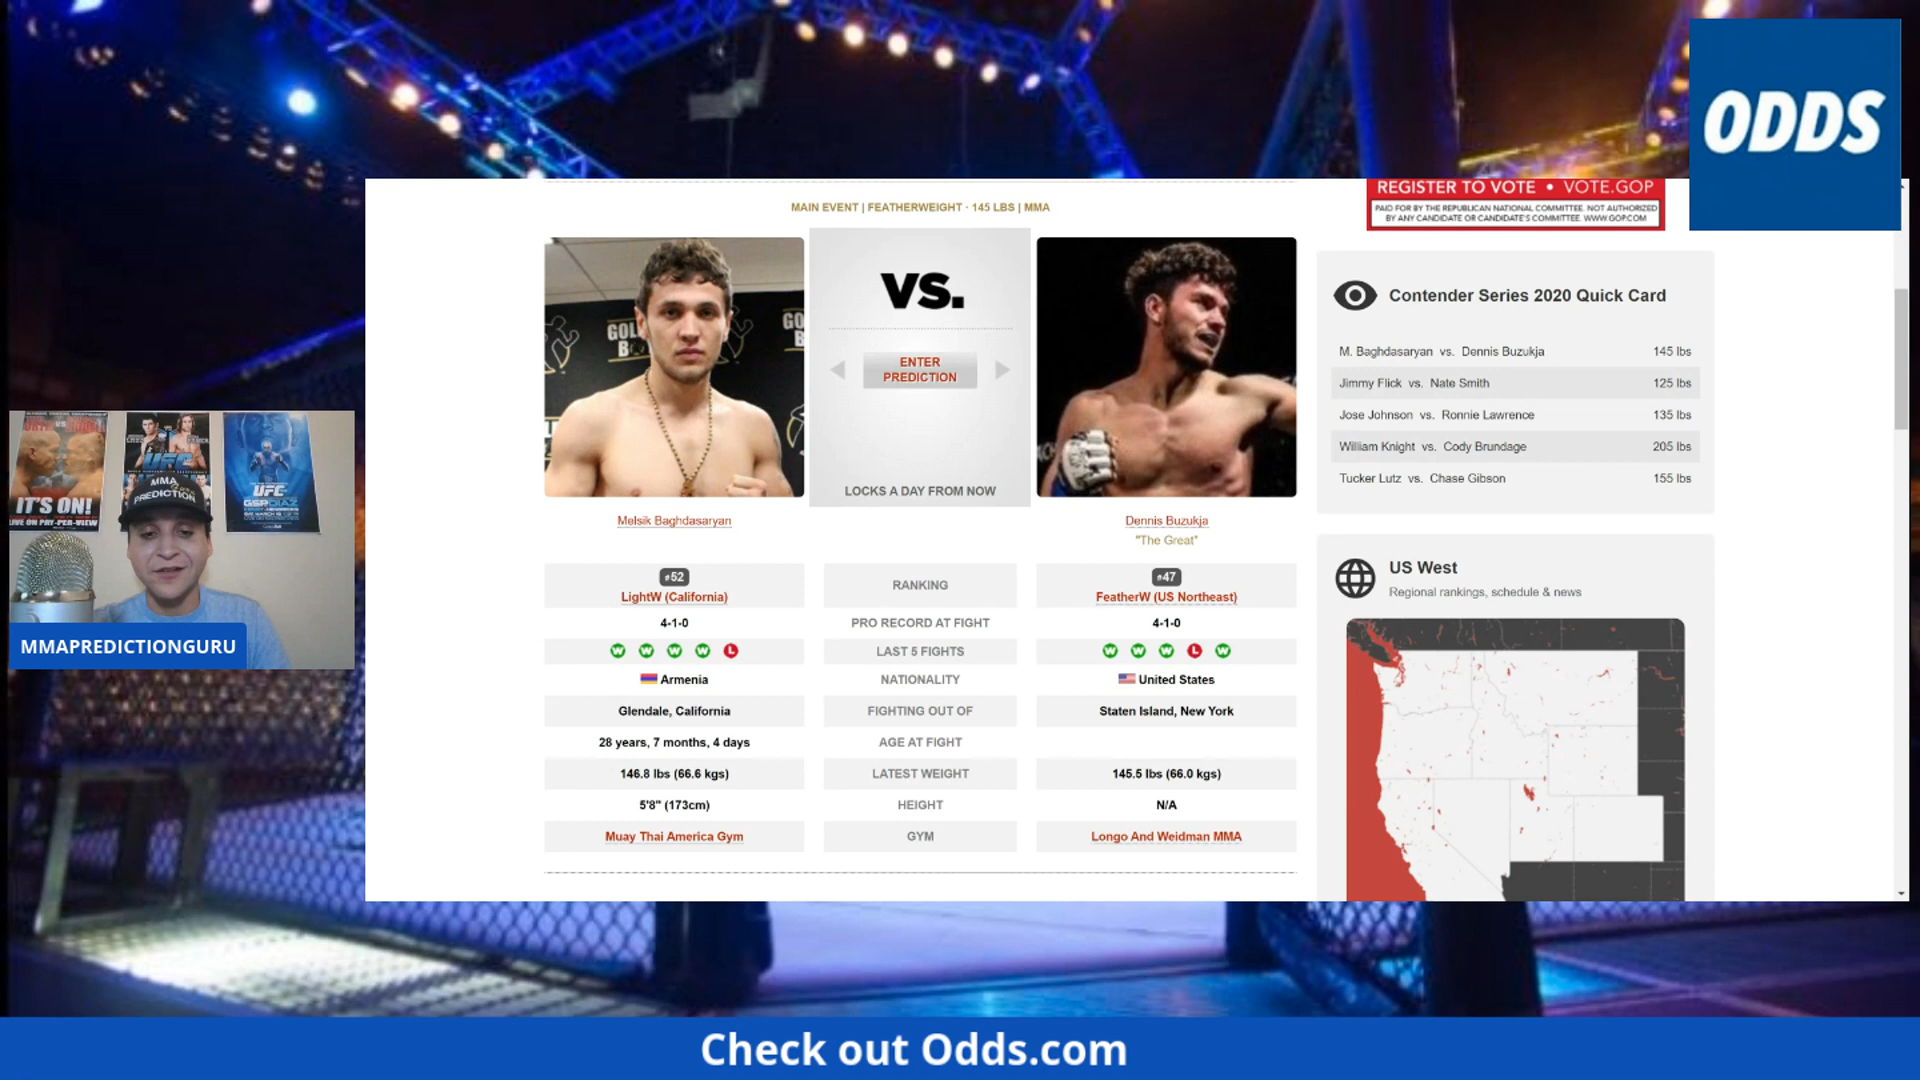 ODDS
REGISTER TO VOTE • VOTE.GOP
PAID FOR BY THE REPUBLICAN NATIONAL COMMITTEE. NOT AUTHORIZED
BY ANY CANDIDATE OR CANDIDATE'S COMMITTEE. WWW.GOP.COM
MAIN EVENT | FEATHERWEIGHT · 145 LBS | MMA
VS.
ENTER
PREDICTION
LOCKS A DAY FROM NOW
Melsik Baghdasaryan
Dennis Buzukja
"The Great"
#52
LightW (California)
RANKING
#47
FeatherW (US Northeast)
4-1-0
PRO RECORD AT FIGHT
4-1-0
W W W W L
LAST 5 FIGHTS
W W W L W
Armenia
NATIONALITY
United States
Glendale, California
FIGHTING OUT OF
Staten Island, New York
28 years, 7 months, 4 days
AGE AT FIGHT
146.8 lbs (66.6 kgs)
LATEST WEIGHT
145.5 lbs (66.0 kgs)
5'8" (173cm)
HEIGHT
N/A
Muay Thai America Gym
GYM
Longo And Weidman MMA
Contender Series 2020 Quick Card
M. Baghdasaryan vs. Dennis Buzukja 145 lbs
Jimmy Flick vs. Nate Smith 125 lbs
Jose Johnson vs. Ronnie Lawrence 135 lbs
William Knight vs. Cody Brundage 205 lbs
Tucker Lutz vs. Chase Gibson 155 lbs
US West
Regional rankings, schedule & news
IT'S ON!
LIVE ON PAY-PER-VIEW
UFC
UFC
GSP DIAZ
MMA
PREDICTION
MMAPREDICTIONGURU
Check out Odds.com